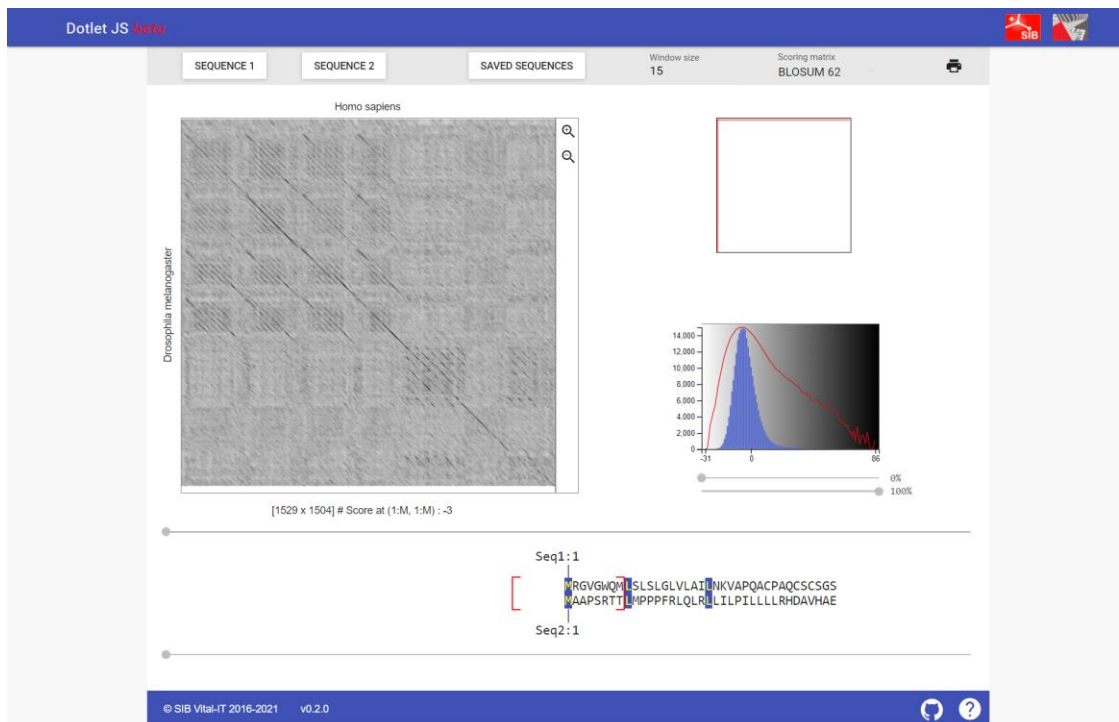 Dotlet JS beta
SIB
SEQUENCE 1
SEQUENCE 2
SAVED SEQUENCES
Window size
15
Scoring matrix
BLOSUM 62
Homo sapiens
Drosophila melanogaster
14,000
12,000
10,000
8,000
6,000
4,000
2,000
0
-31 0 86
0%
100%
[1529 x 1504] # Score at (1:M, 1:M) : -3
Seq1:1
MRGVGWQMLSLSLGLVLAILNKVAPQACPAQCSCSGS
MAAPSRTTLMPPPFRLQLRLLILPILLLLRHDAVHAE
Seq2:1
© SIB Vital-IT 2016-2021 v0.2.0
?